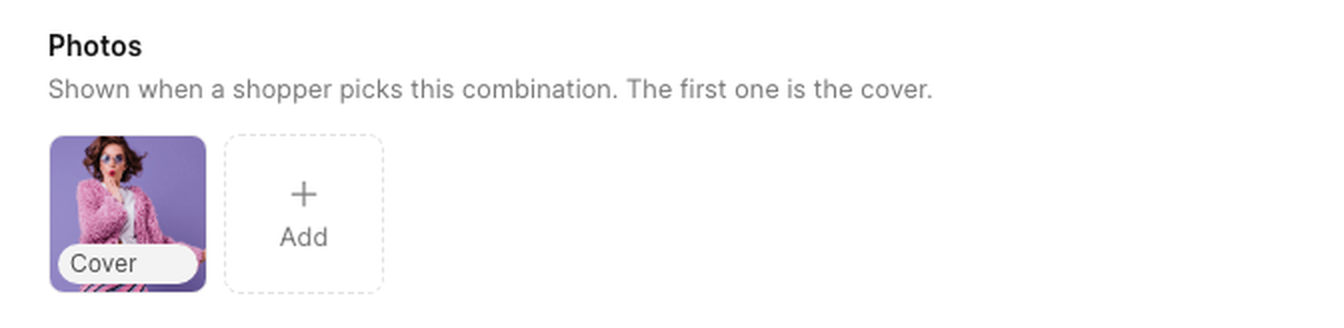 Photos
Shown when a shopper picks this combination. The first one is the cover.
Cover
Add